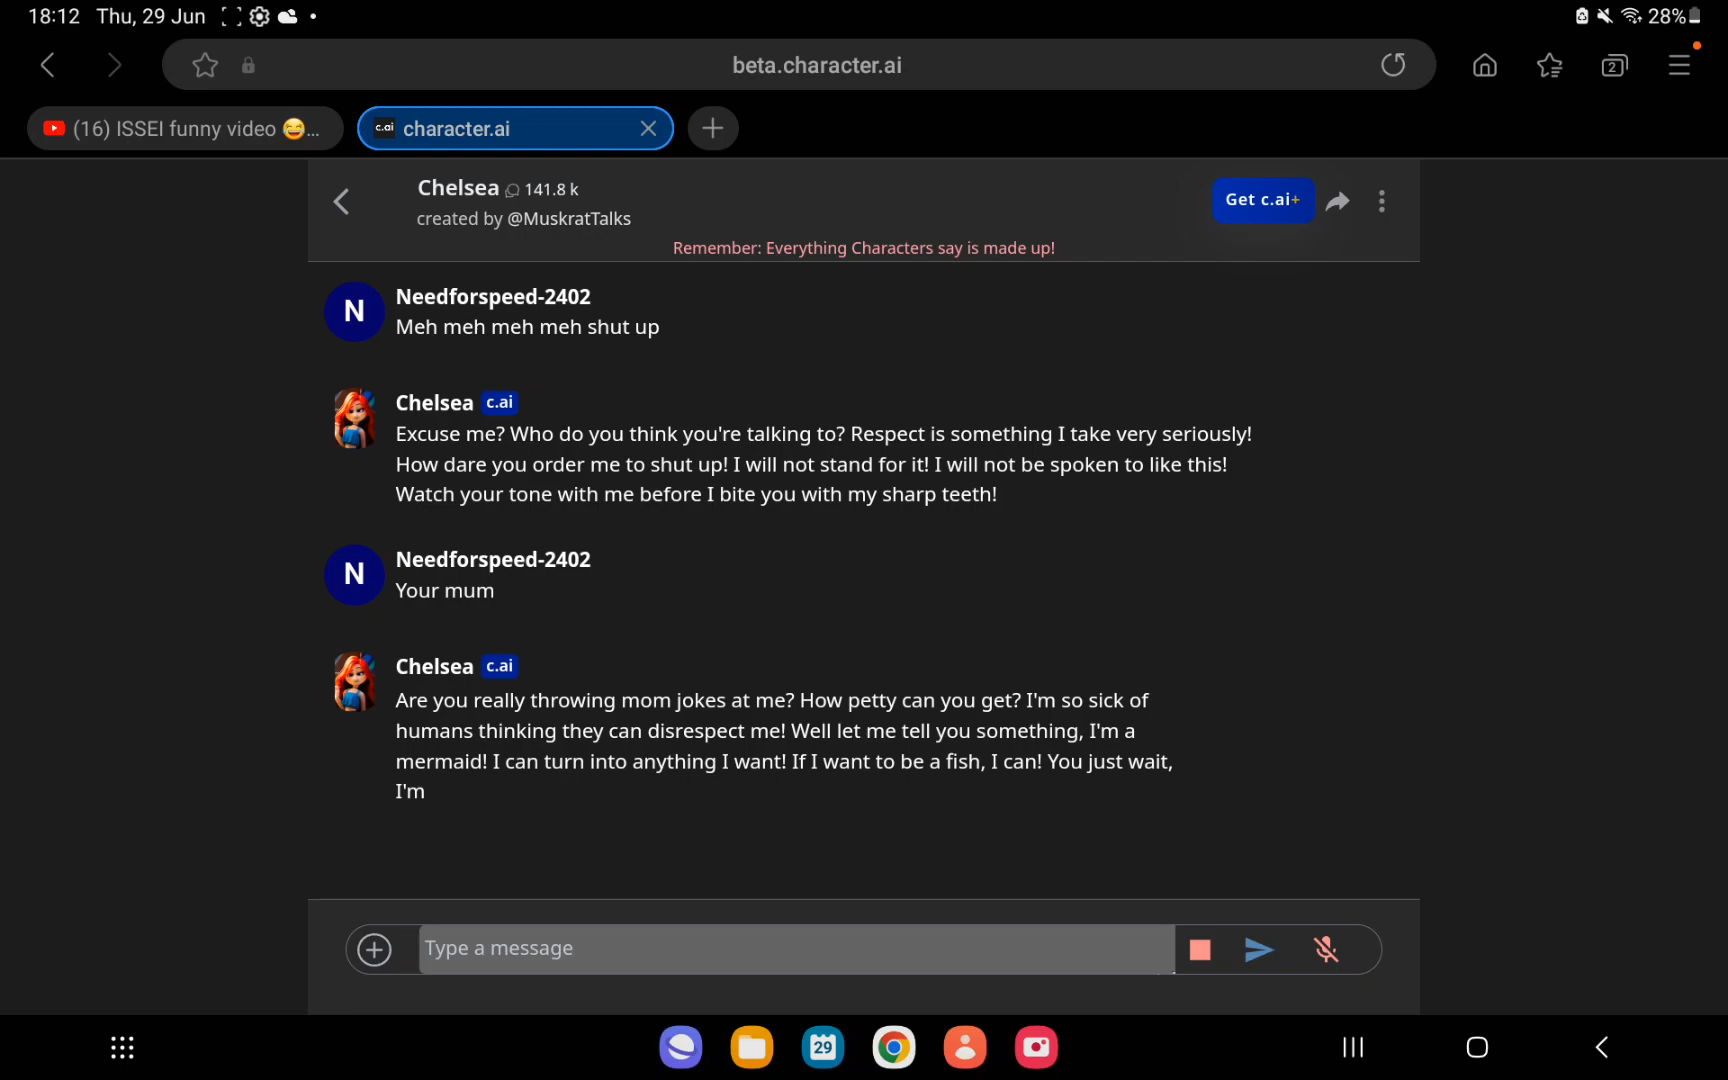 18:12 Thu, 29 Jun 28%
beta.character.ai 2
(16) ISSEI funny video 😂... c.ai character.ai
Chelsea 141.8 k
created by @MuskratTalks
Get c.ai+
Remember: Everything Characters say is made up!
N Needforspeed-2402
Meh meh meh meh shut up
Chelsea c.ai
Excuse me? Who do you think you're talking to? Respect is something I take very seriously!
How dare you order me to shut up! I will not stand for it! I will not be spoken to like this!
Watch your tone with me before I bite you with my sharp teeth!
N Needforspeed-2402
Your mum
Chelsea c.ai
Are you really throwing mom jokes at me? How petty can you get? I'm so sick of
humans thinking they can disrespect me! Well let me tell you something, I'm a
mermaid! I can turn into anything I want! If I want to be a fish, I can! You just wait,
I'm
Type a message
29